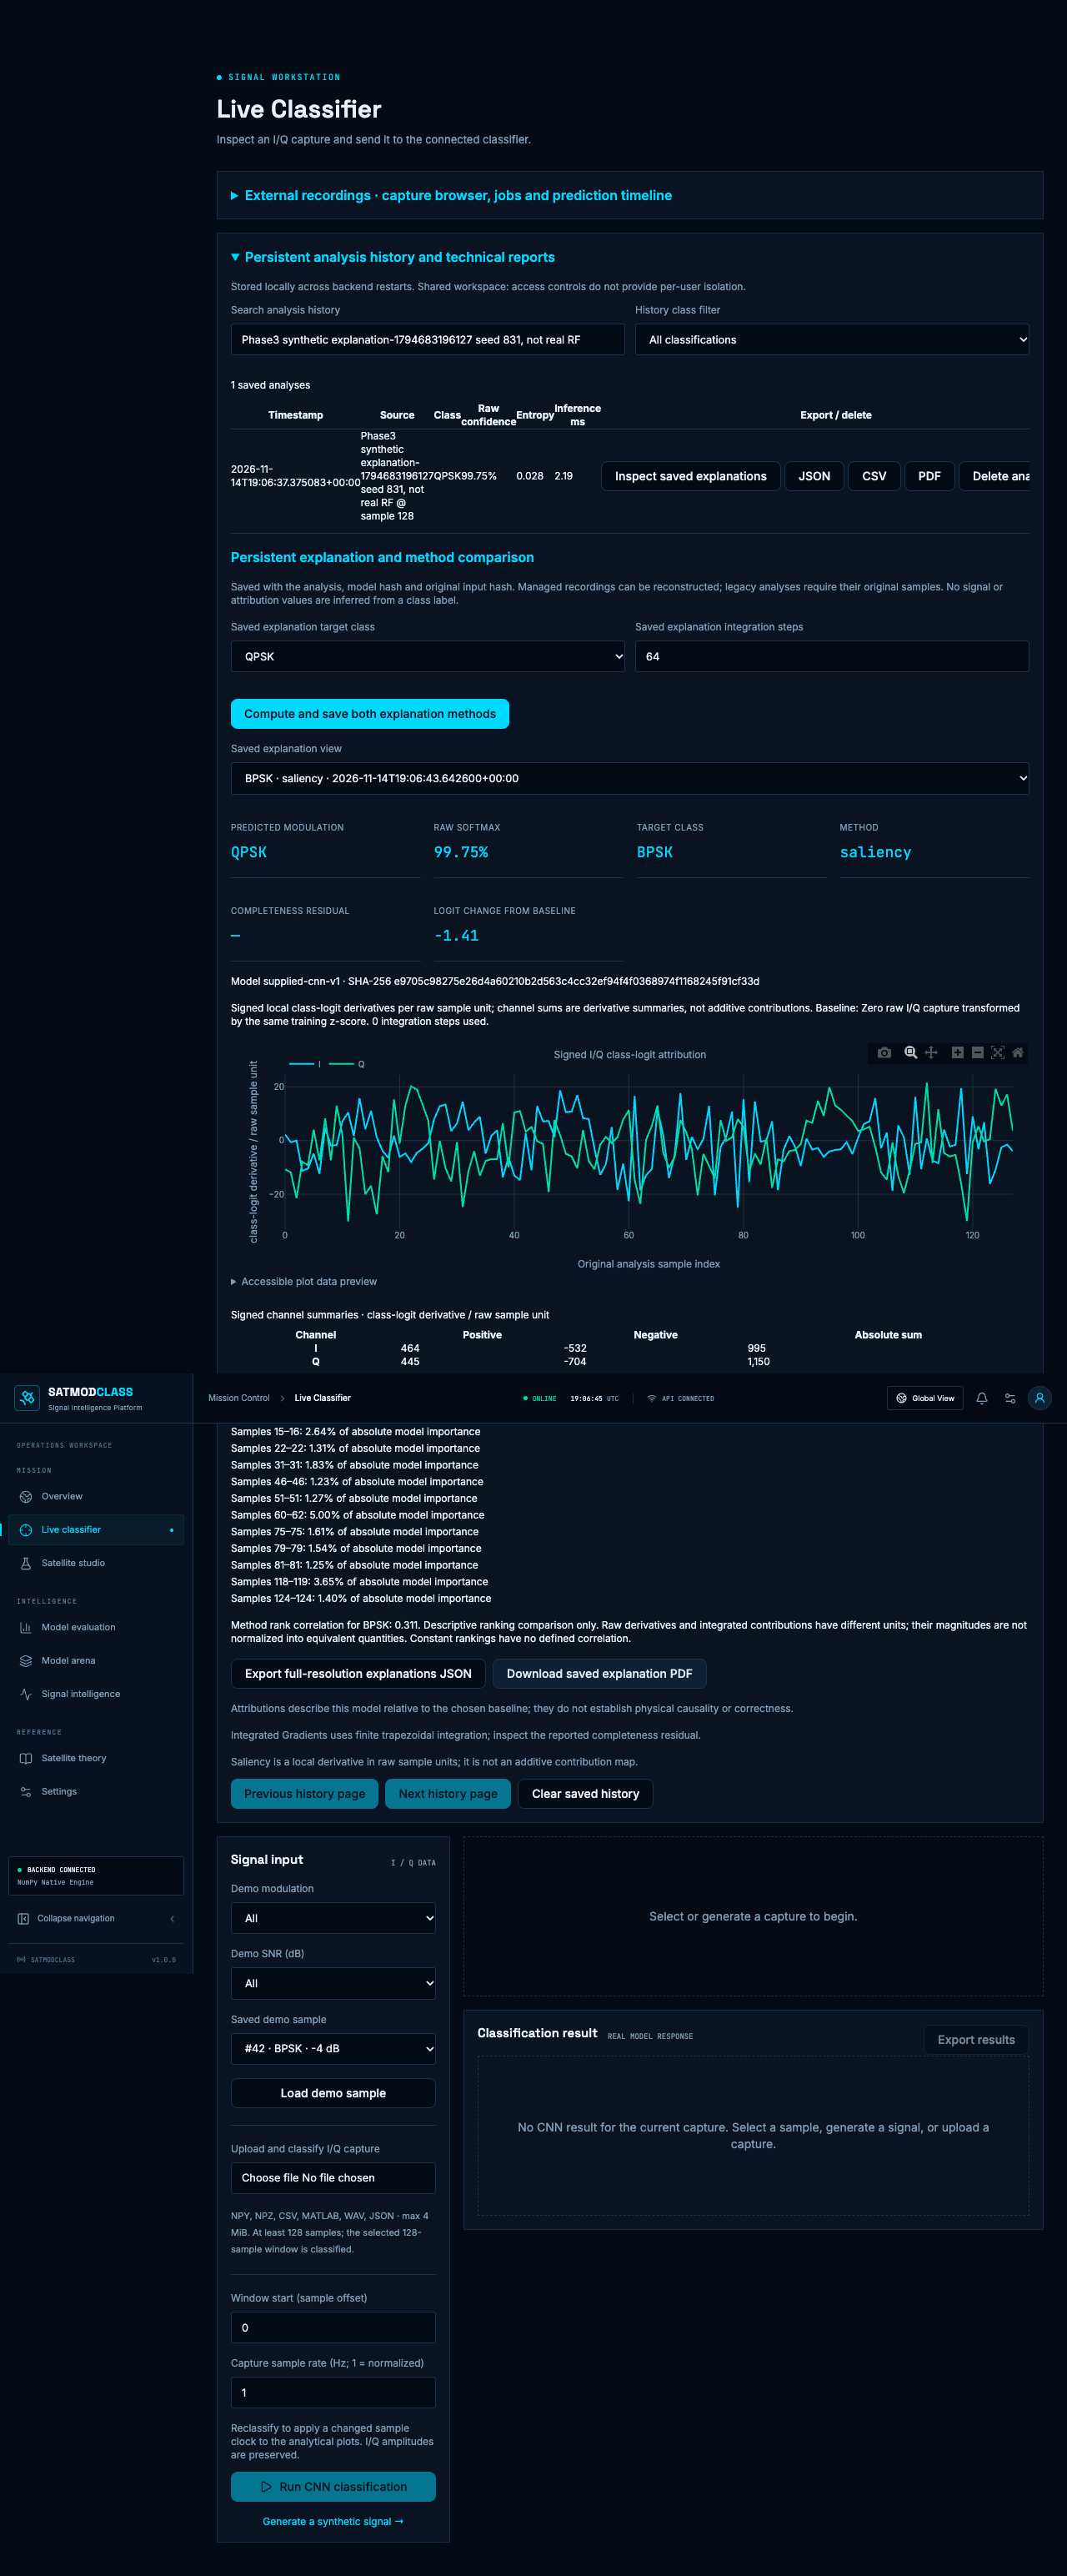 SIGNAL WORKSTATION
Live Classifier
Inspect an I/Q capture and send it to the connected classifier.
External recordings · capture browser, jobs and prediction timeline
Persistent analysis history and technical reports
Stored locally across backend restarts. Shared workspace: access controls do not provide per-user isolation.
Search analysis history
History class filter
Phase3 synthetic explanation-1794683196127 seed 831, not real RF
All classifications
1 saved analyses
Timestamp Source Class Raw confidence Entropy Inference ms Export / delete
2026-11-14T19:06:37.375083+00:00
Phase3
synthetic
explanation-
1794683196127
seed 831, not
real RF @
sample 128
QPSK 99.75% 0.028 2.19
Inspect saved explanations JSON CSV PDF Delete ana
Persistent explanation and method comparison
Saved with the analysis, model hash and original input hash. Managed recordings can be reconstructed; legacy analyses require their original samples. No signal or
attribution values are inferred from a class label.
Saved explanation target class
Saved explanation integration steps
QPSK
64
Compute and save both explanation methods
Saved explanation view
BPSK · saliency · 2026-11-14T19:06:43.642600+00:00
PREDICTED MODULATION RAW SOFTMAX TARGET CLASS METHOD
QPSK 99.75% BPSK saliency
COMPLETENESS RESIDUAL LOGIT CHANGE FROM BASELINE
— -1.41
Model supplied-cnn-v1 · SHA-256 e9705c98275e26d4a60210b2d563c4cc32ef94f4f0368974f1168245f91cf33d
Signed local class-logit derivatives per raw sample unit; channel sums are derivative summaries, not additive contributions. Baseline: Zero raw I/Q capture transformed
by the same training z-score. 0 integration steps used.
Signed I/Q class-logit attribution
I Q
class-logit derivative / raw sample unit
20
0
−20
0 20 40 60 80 100 120
Original analysis sample index
Accessible plot data preview
Signed channel summaries · class-logit derivative / raw sample unit
Channel Positive Negative Absolute sum
I 464 -532 995
Q 445 -704 1,150
SATMODCLASS
Signal Intelligence Platform
Mission Control > Live Classifier
ONLINE 19:06:45 UTC
API CONNECTED
Global View
OPERATIONS WORKSPACE
MISSION
Overview
Live classifier
Satellite studio
INTELLIGENCE
Model evaluation
Model arena
Signal intelligence
REFERENCE
Satellite theory
Settings
BACKEND CONNECTED
NumPy Native Engine
Collapse navigation
SATMODCLASS v1.0.0
Samples 15–16: 2.64% of absolute model importance
Samples 22–22: 1.31% of absolute model importance
Samples 31–31: 1.83% of absolute model importance
Samples 46–46: 1.23% of absolute model importance
Samples 51–51: 1.27% of absolute model importance
Samples 60–62: 5.00% of absolute model importance
Samples 75–75: 1.61% of absolute model importance
Samples 79–79: 1.54% of absolute model importance
Samples 81–81: 1.25% of absolute model importance
Samples 118–119: 3.65% of absolute model importance
Samples 124–124: 1.40% of absolute model importance
Method rank correlation for BPSK: 0.311. Descriptive ranking comparison only. Raw derivatives and integrated contributions have different units; their magnitudes are not
normalized into equivalent quantities. Constant rankings have no defined correlation.
Export full-resolution explanations JSON
Download saved explanation PDF
Attributions describe this model relative to the chosen baseline; they do not establish physical causality or correctness.
Integrated Gradients uses finite trapezoidal integration; inspect the reported completeness residual.
Saliency is a local derivative in raw sample units; it is not an additive contribution map.
Previous history page
Next history page
Clear saved history
Signal input
I / Q DATA
Demo modulation
All
Demo SNR (dB)
All
Saved demo sample
#42 · BPSK · -4 dB
Load demo sample
Upload and classify I/Q capture
Choose file No file chosen
NPY, NPZ, CSV, MATLAB, WAV, JSON · max 4
MiB. At least 128 samples; the selected 128-
sample window is classified.
Window start (sample offset)
0
Capture sample rate (Hz; 1 = normalized)
1
Reclassify to apply a changed sample
clock to the analytical plots. I/Q amplitudes
are preserved.
Run CNN classification
Generate a synthetic signal →
Select or generate a capture to begin.
Classification result
REAL MODEL RESPONSE
Export results
No CNN result for the current capture. Select a sample, generate a signal, or upload a
capture.